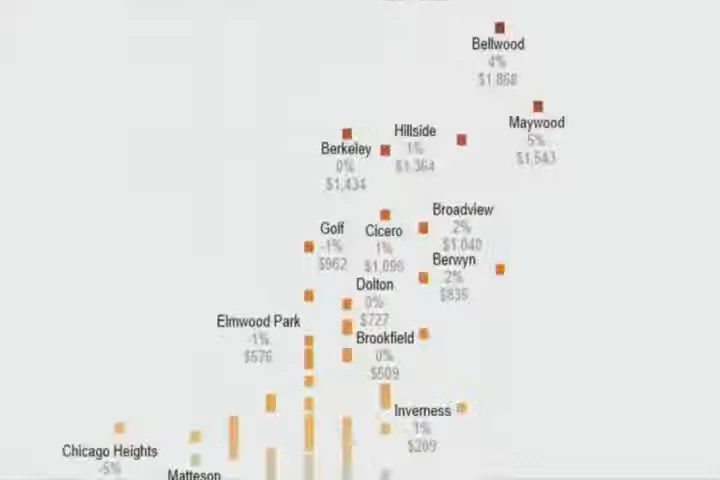 Bellwood
4%
$1,868
Maywood
5%
$1,543
Hillside
1%
$1,364
Berkeley
0%
$1,434
Broadview
2%
$1,040
Golf
-1%
$962
Cicero
1%
$1,096
Berwyn
2%
$835
Dolton
0%
$727
Elmwood Park
-1%
$576
Brookfield
0%
$509
Inverness
-1%
$209
Chicago Heights
-5%
Matteson